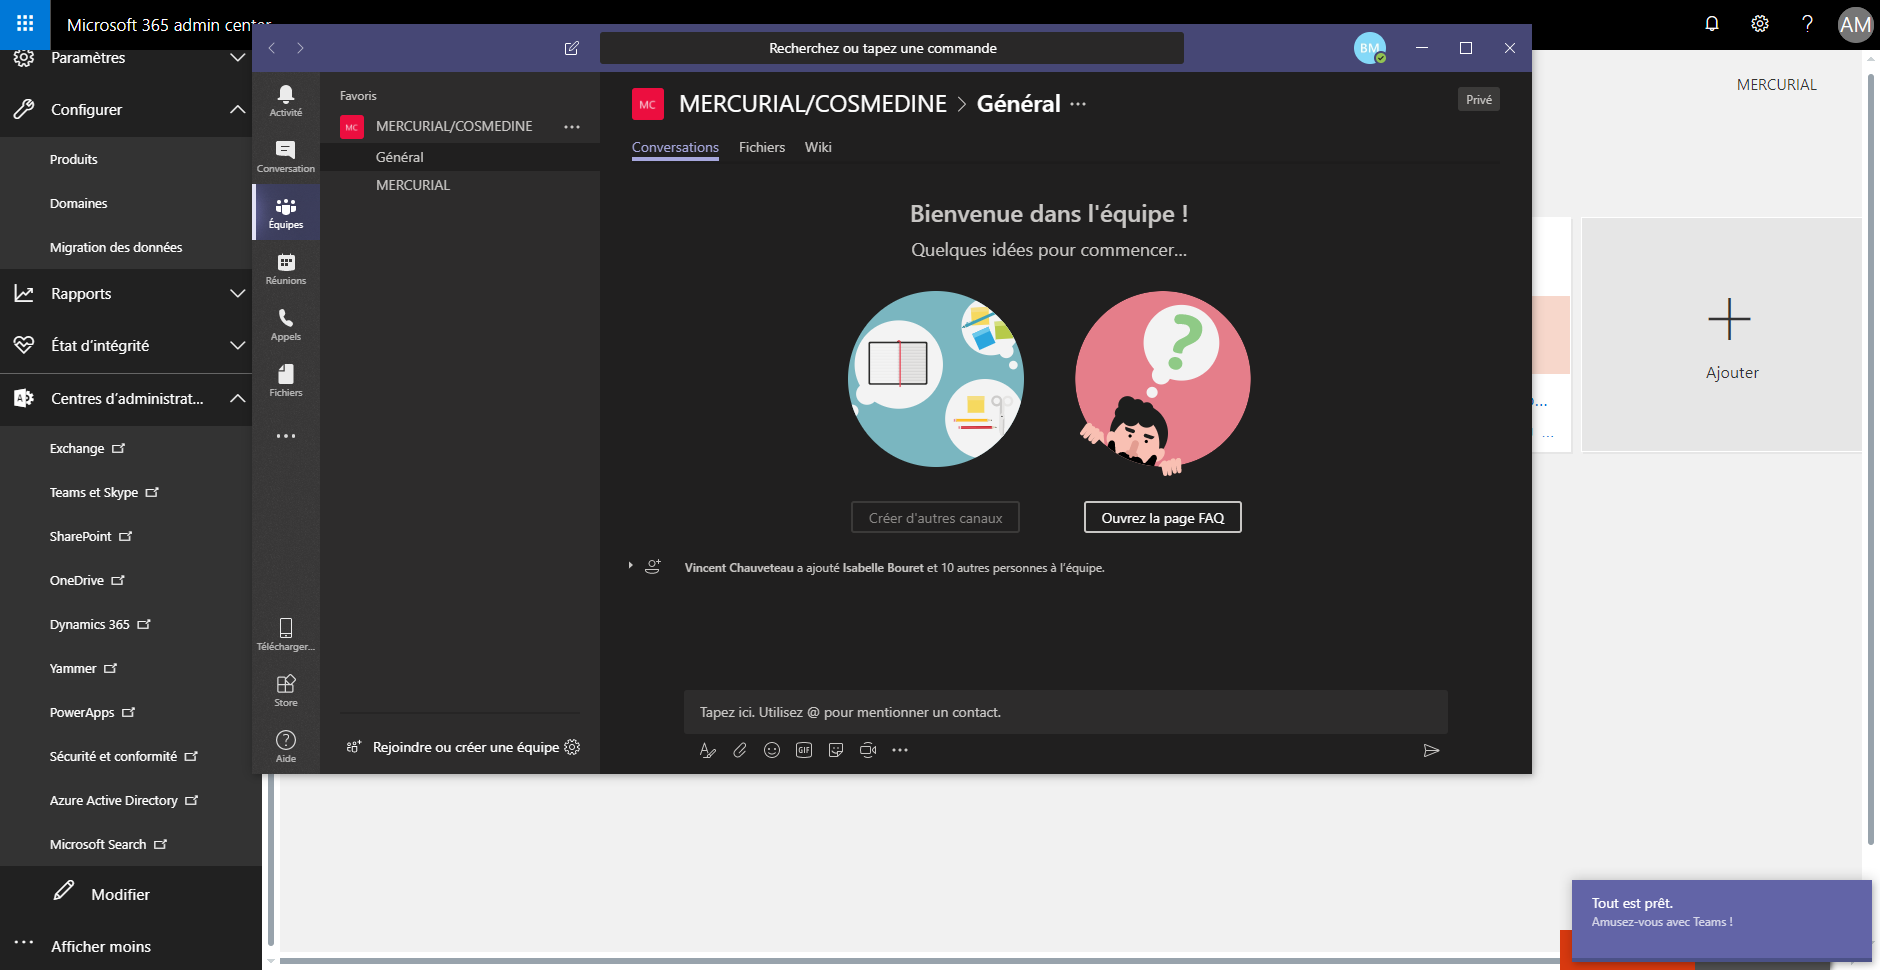 Microsoft 365 admin center
AM
Paramètres
Configurer
Produits
Domaines
Migration des données
Rapports
État d’intégrité
Centres d’administrat...
Exchange
Teams et Skype
SharePoint
OneDrive
Dynamics 365
Yammer
PowerApps
Sécurité et conformité
Azure Active Directory
Microsoft Search
Modifier
Afficher moins
Recherchez ou tapez une commande
BM
Activité
Conversation
Équipes
Réunions
Appels
Fichiers
Télécharger...
Store
Aide
Favoris
MC
MERCURIAL/COSMEDINE
Général
MERCURIAL
Rejoindre ou créer une équipe
MC MERCURIAL/COSMEDINE > Général
Privé
Conversations Fichiers Wiki
Bienvenue dans l'équipe !
Quelques idées pour commencer...
Créer d'autres canaux
Ouvrez la page FAQ
Vincent Chauveteau a ajouté Isabelle Bouret et 10 autres personnes à l’équipe.
Tapez ici. Utilisez @ pour mentionner un contact.
GIF
MERCURIAL
Ajouter
Tout est prêt.
Amusez-vous avec Teams !